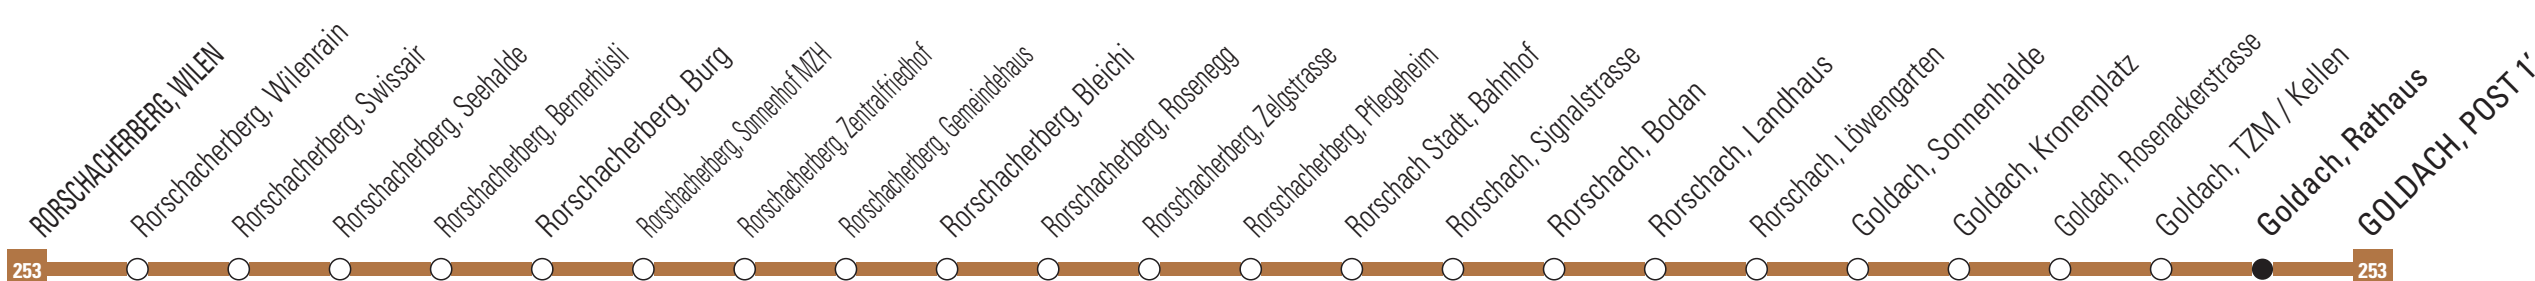 RORSCHACHERBERG, WILEN
Rorschacherberg, Wilenrain
Rorschacherberg, Swissair
Rorschacherberg, Seehalde
Rorschacherberg, Bernerhüsli
Rorschacherberg, Burg
Rorschacherberg, Sonnenhof MZH
Rorschacherberg, Zentralfriedhof
Rorschacherberg, Gemeindehaus
Rorschacherberg, Bleichi
Rorschacherberg, Rosenegg
Rorschacherberg, Zelgstrasse
Rorschacherberg, Pflegeheim
Rorschach Stadt, Bahnhof
Rorschach, Signalstrasse
Rorschach, Bodan
Rorschach, Landhaus
Rorschach, Löwengarten
Goldach, Sonnenhalde
Goldach, Kronenplatz
Goldach, Rosenackerstrasse
Goldach, TZM / Kellen
Goldach, Rathaus
GOLDACH, POST
253
253